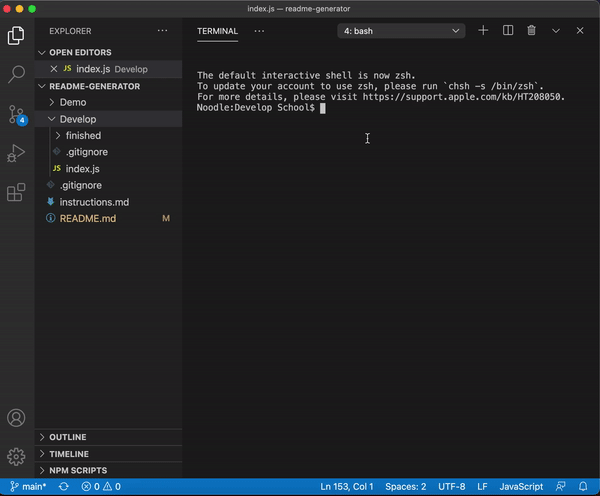 index.js — readme-generator
EXPLORER
OPEN EDITORS
JS index.js Develop
README-GENERATOR
Demo
Develop
finished
.gitignore
JS index.js
.gitignore
instructions.md
README.md M
OUTLINE
TIMELINE
NPM SCRIPTS
4
TERMINAL
4: bash
The default interactive shell is now zsh.
To update your account to use zsh, please run `chsh -s /bin/zsh`.
For more details, please visit https://support.apple.com/kb/HT208050.
Noodle:Develop School$
main* 0 0 Ln 153, Col 1 Spaces: 2 UTF-8 LF JavaScript